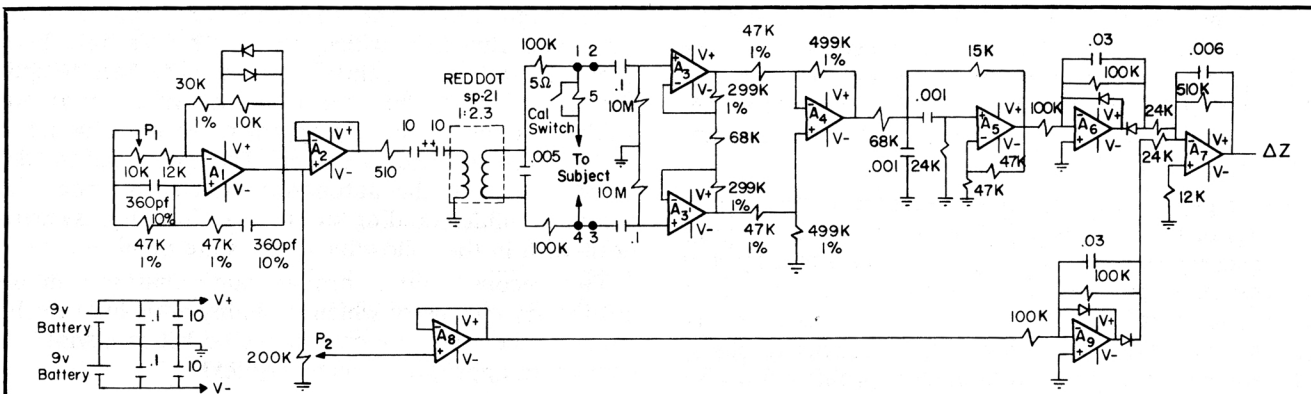 30K
1%
10K
P1
10K
12K
A1
V+
V-
360pf
10%
47K
1%
47K
1%
360pf
10%
A2
V+
V-
510
10
10
++
RED DOT
sp-21
1:2.3
.005
100K
5Ω
1 2
5
Cal
Switch
To
Subject
4 3
100K
.1
.1
10M
10M
A3
V+
V-
A3'
V+
V-
299K
1%
68K
299K
1%
47K
1%
47K
1%
499K
1%
499K
1%
A4
V+
V-
68K
.001
.001
24K
15K
A5
V+
V-
47K
47K
100K
.03
100K
A6
V+
V-
24K
24K
.006
510K
A7
V+
V-
12K
ΔZ
9v
Battery
9v
Battery
.1
10
.1
10
V+
V-
200K
P2
A8
V+
V-
100K
.03
100K
A9
V+
V-